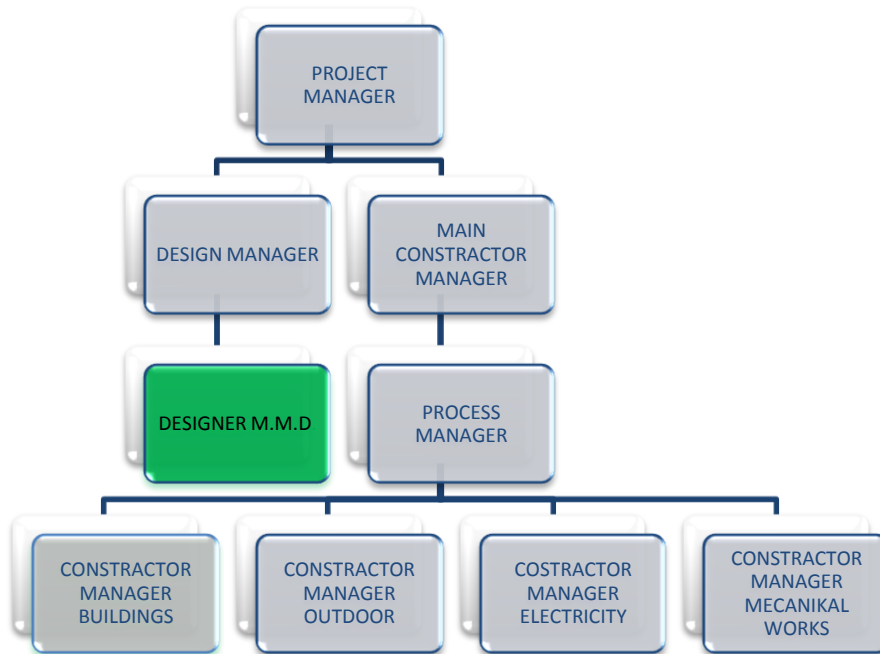 PROJECT
MANAGER
DESIGN MANAGER
MAIN
CONSTRACTOR
MANAGER
DESIGNER M.M.D
PROCESS
MANAGER
CONSTRACTOR
MANAGER
BUILDINGS
CONSTRACTOR
MANAGER
OUTDOOR
COSTRACTOR
MANAGER
ELECTRICITY
CONSTRACTOR
MANAGER
MECANIKAL
WORKS